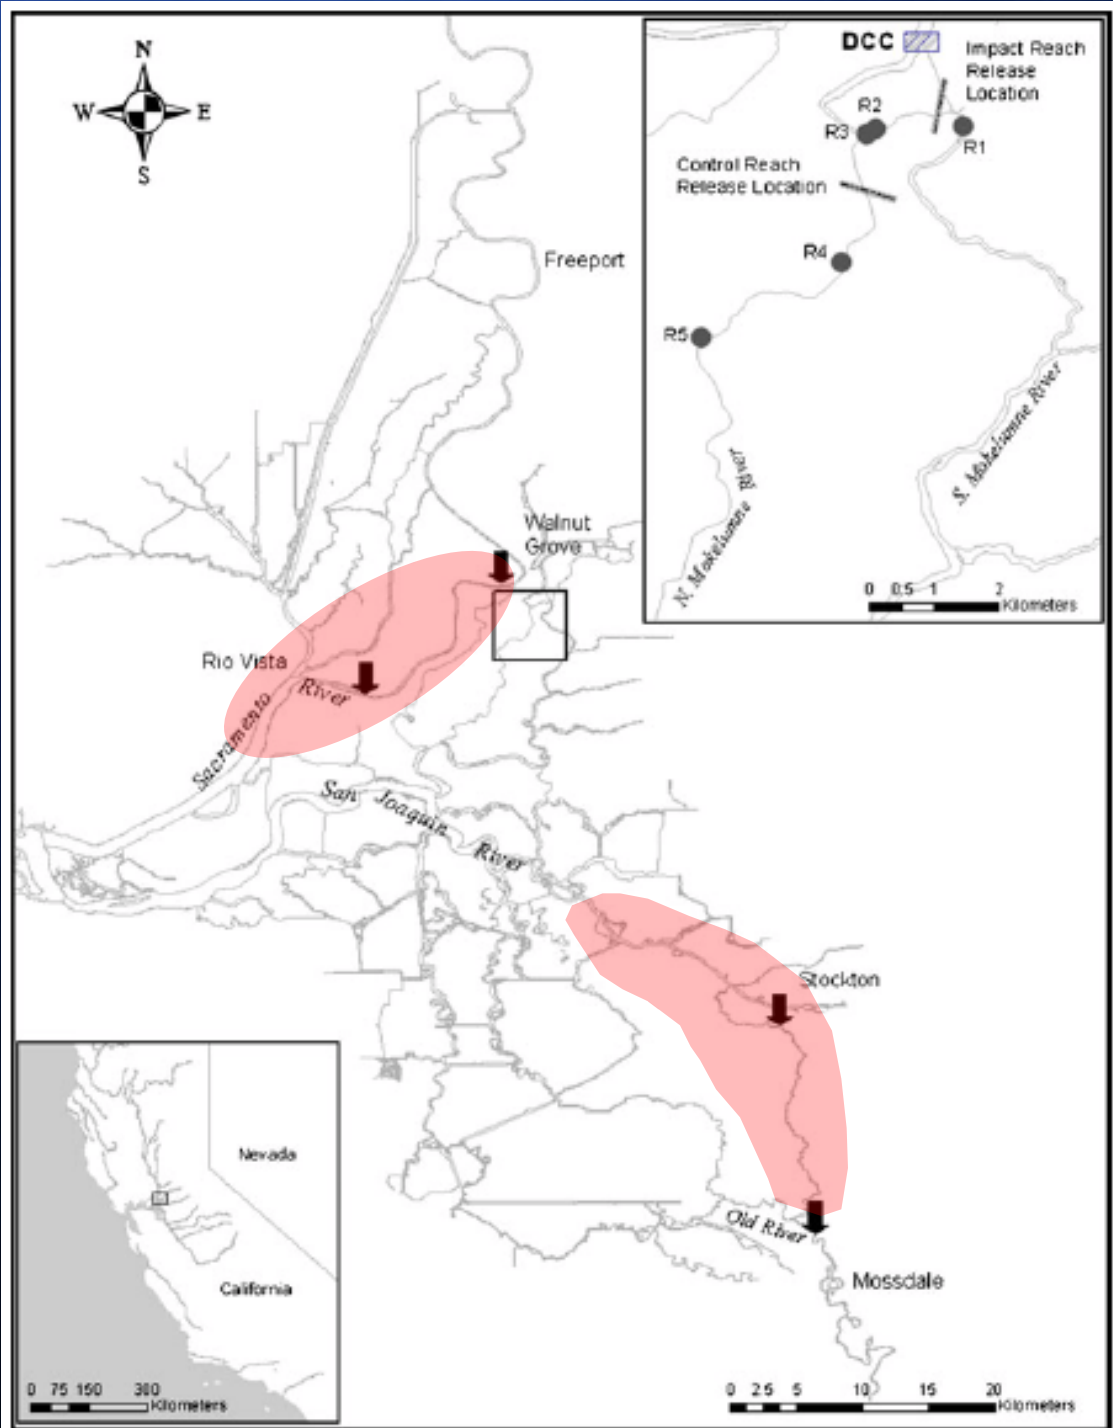 N
W
E
S
DCC
Impact Reach
Release
Location
R2
R3
R1
Control Reach
Release Location
R4
R5
S. Mokelumne River
N. Mokelumne River
0 0.5 1 2
Kilometers
Freeport
Walnut
Grove
Rio Vista
River
Sacramento
San Joaquin River
Stockton
Old River
Mossdale
Nevada
California
0 75 150 300
Kilometers
0 2.5 5 10 15 20
Kilometers